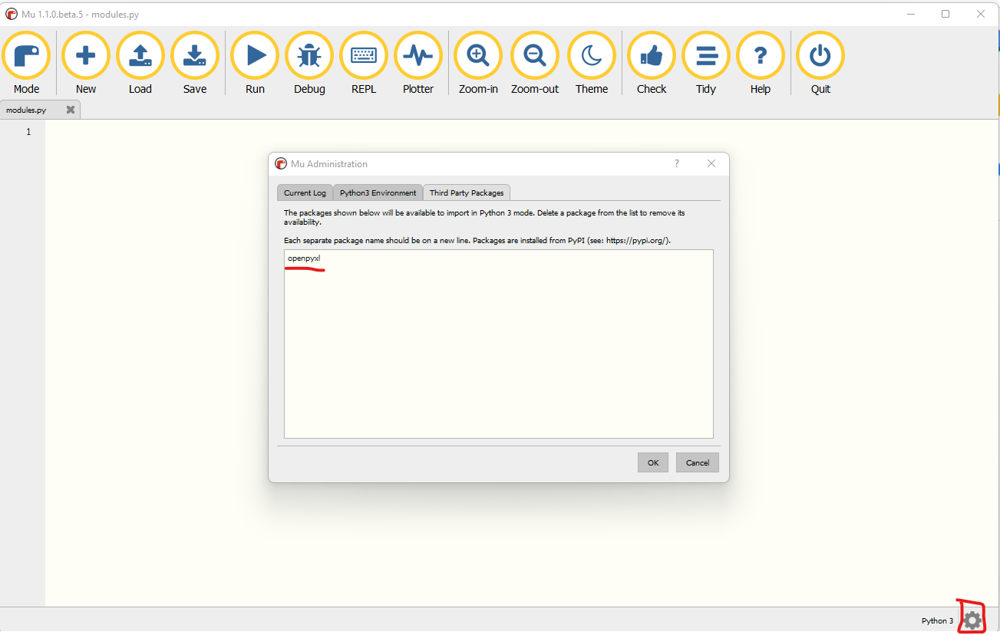 Mu 1.1.0.beta.5 - modules.py
Mode New Load Save Run Debug REPL Plotter Zoom-in Zoom-out Theme Check Tidy Help Quit
modules.py
1
Mu Administration ?
Current Log Python3 Environment Third Party Packages
The packages shown below will be available to import in Python 3 mode. Delete a package from the list to remove its
availability.
Each separate package name should be on a new line. Packages are installed from PyPI (see: https://pypi.org/).
openpyxl
OK Cancel
Python 3